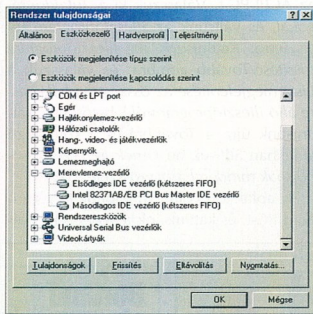 Rendszer tulajdonságai
Általános Eszközkezelő Hardverprofil Teljesítmény
Eszközök megjelenítése típus szerint
Eszközök megjelenítése kapcsolódás szerint
COM és LPT port
Egér
Hajlékonylemez-vezérlő
Hálózati csatolók
Hang-, video- és játékvezérlők
Képernyők
Lemezmeghajtó
Merevlemez-vezérlő
Elsődleges IDE vezérlő (kétszeres FIFO)
Intel 82371AB/EB PCI Bus Master IDE vezérlő
Másodlagos IDE vezérlő (kétszeres FIFO)
Rendszereszközök
Universal Serial Bus vezérlők
Videokártyák
Tulajdonságok Frissítés Eltávolítás Nyomtatás...
OK Mégse